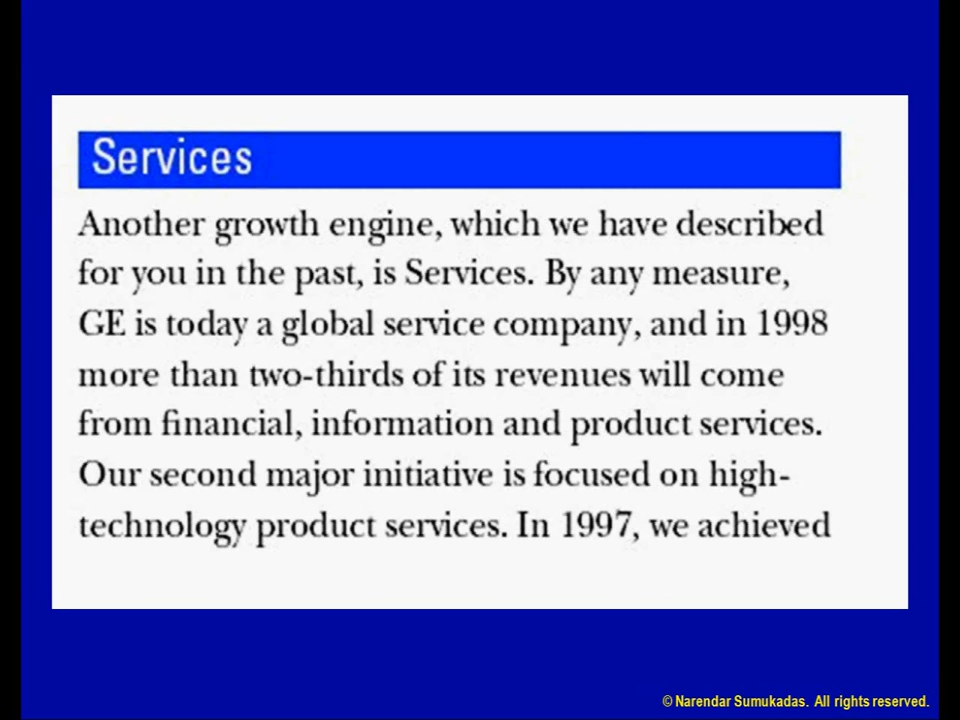 Services
Another growth engine, which we have described
for you in the past, is Services. By any measure,
GE is today a global service company, and in 1998
more than two-thirds of its revenues will come
from financial, information and product services.
Our second major initiative is focused on high-
technology product services. In 1997, we achieved
© Narendar Sumukadas. All rights reserved.